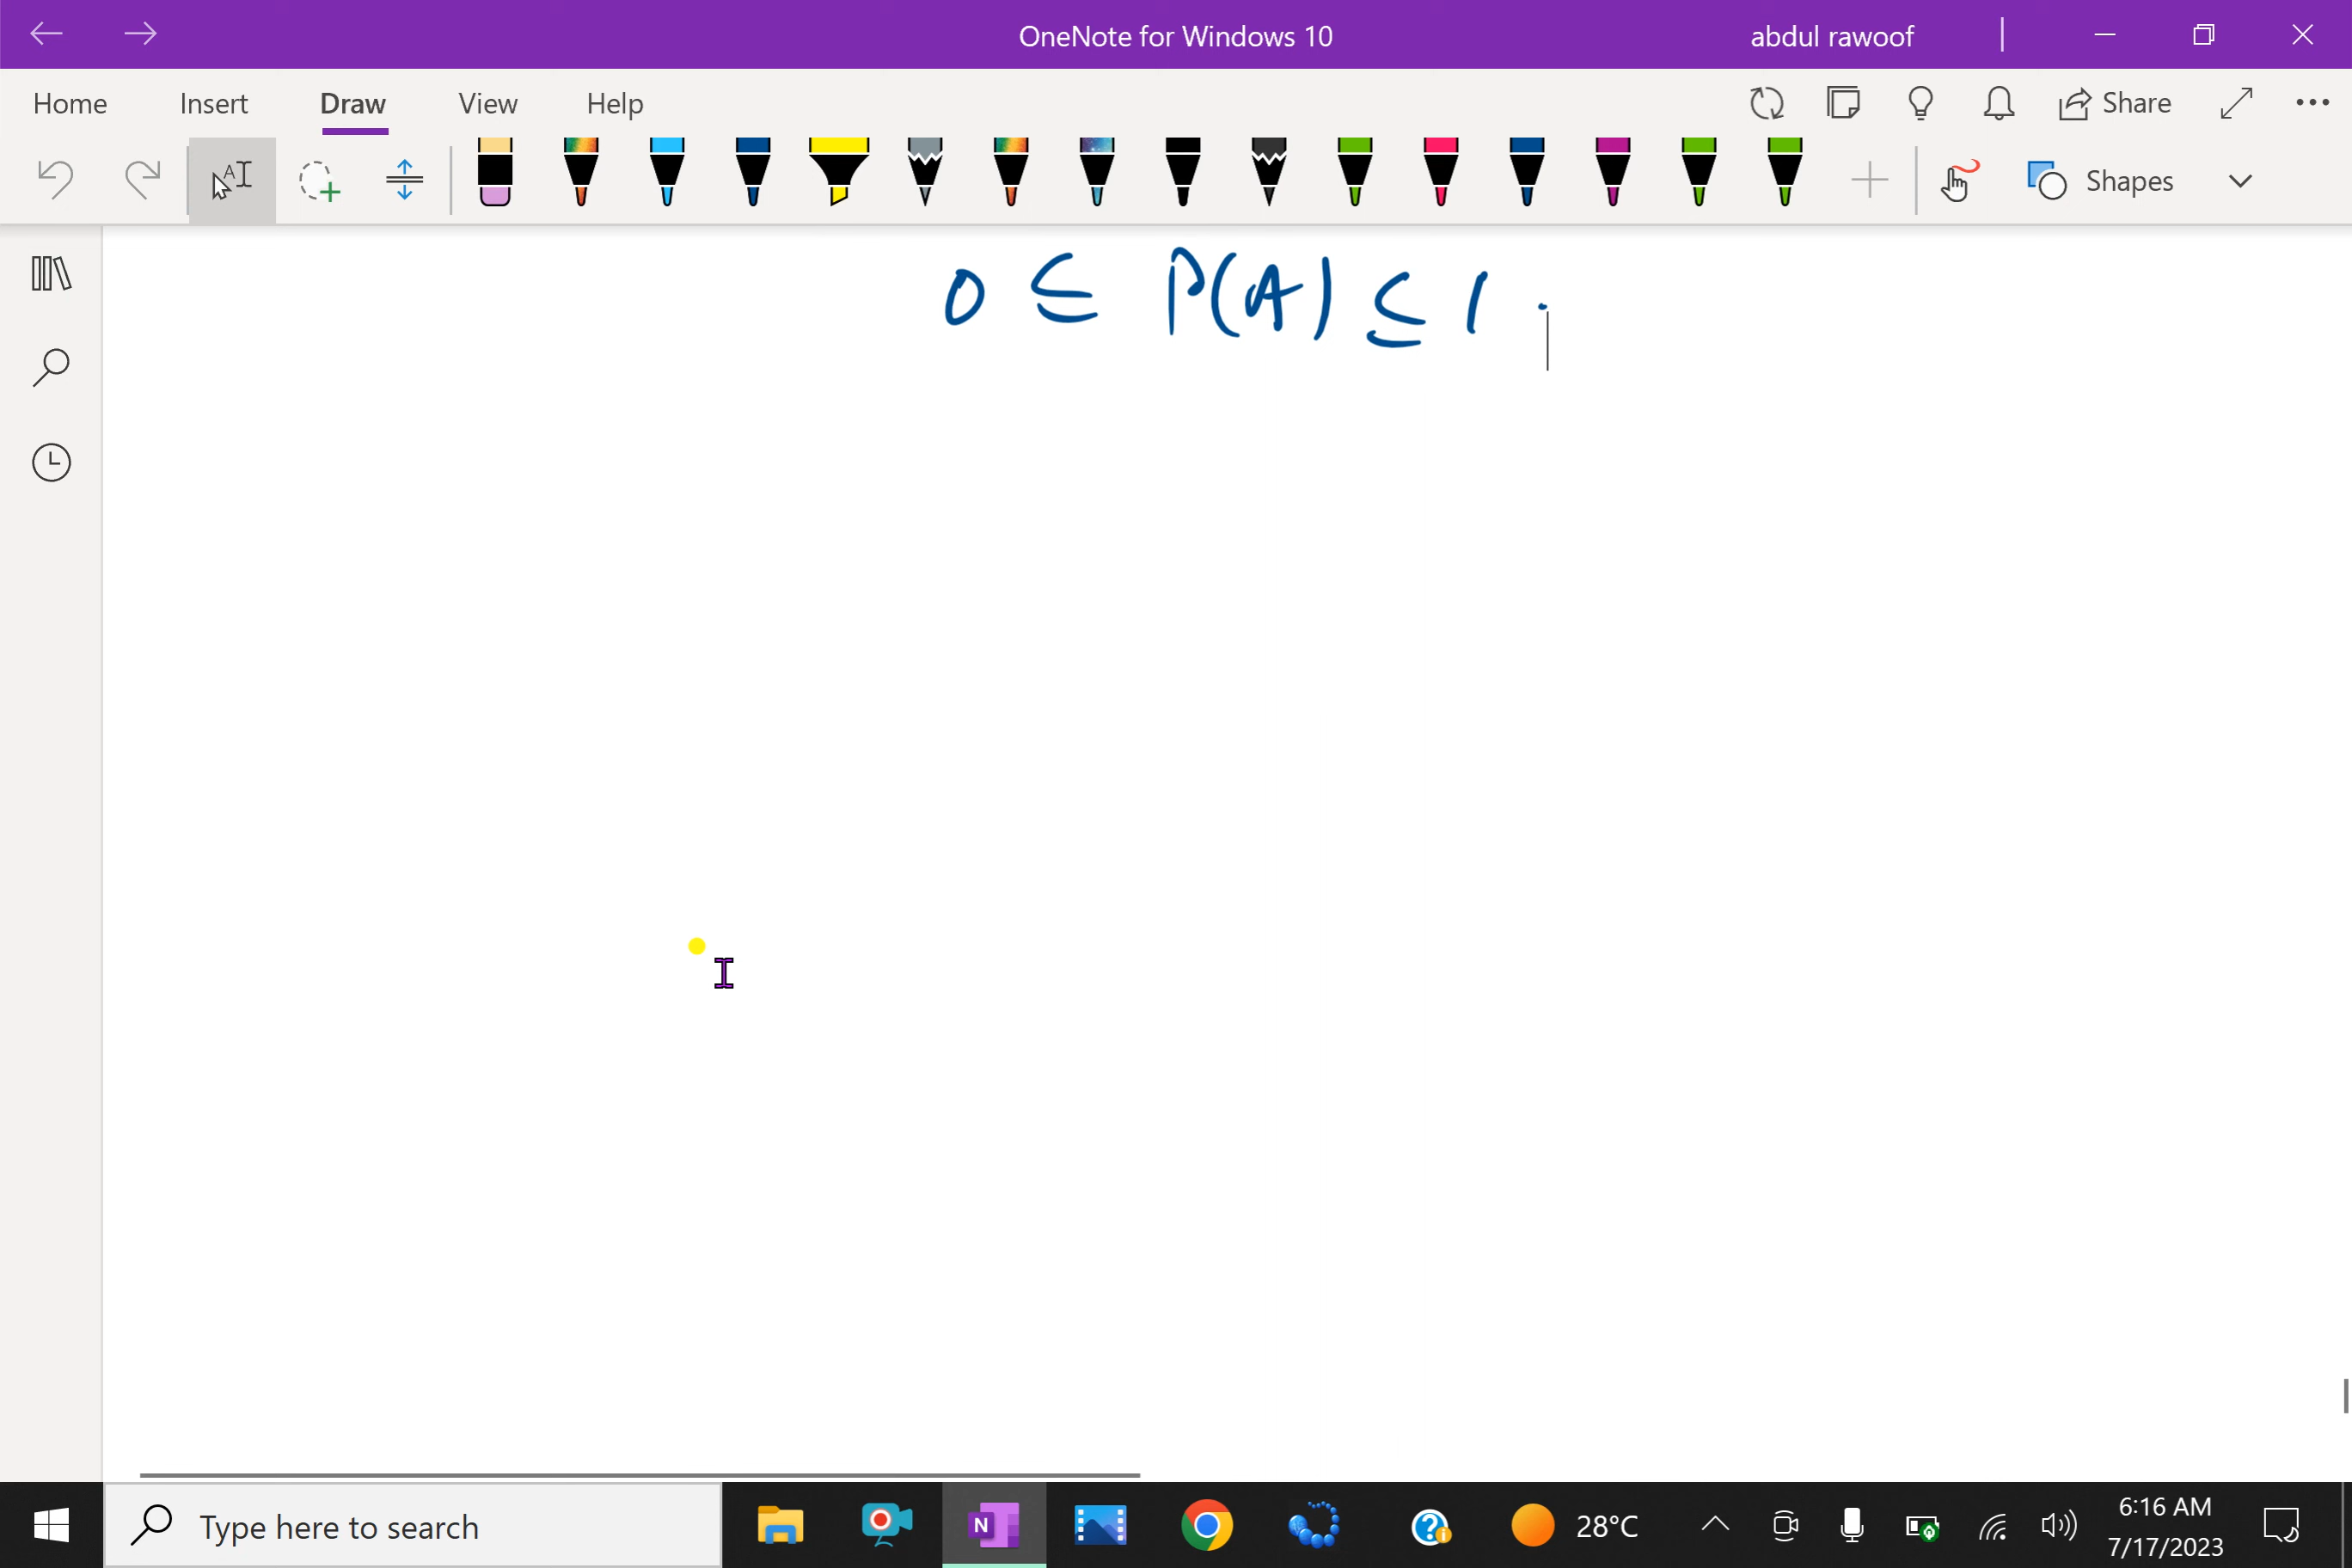 OneNote for Windows 10
abdul rawoof
Home Insert Draw View Help
Share
Shapes
0 ≤ P(A) ≤ 1 .
Type here to search
28°C
6:16 AM
7/17/2023